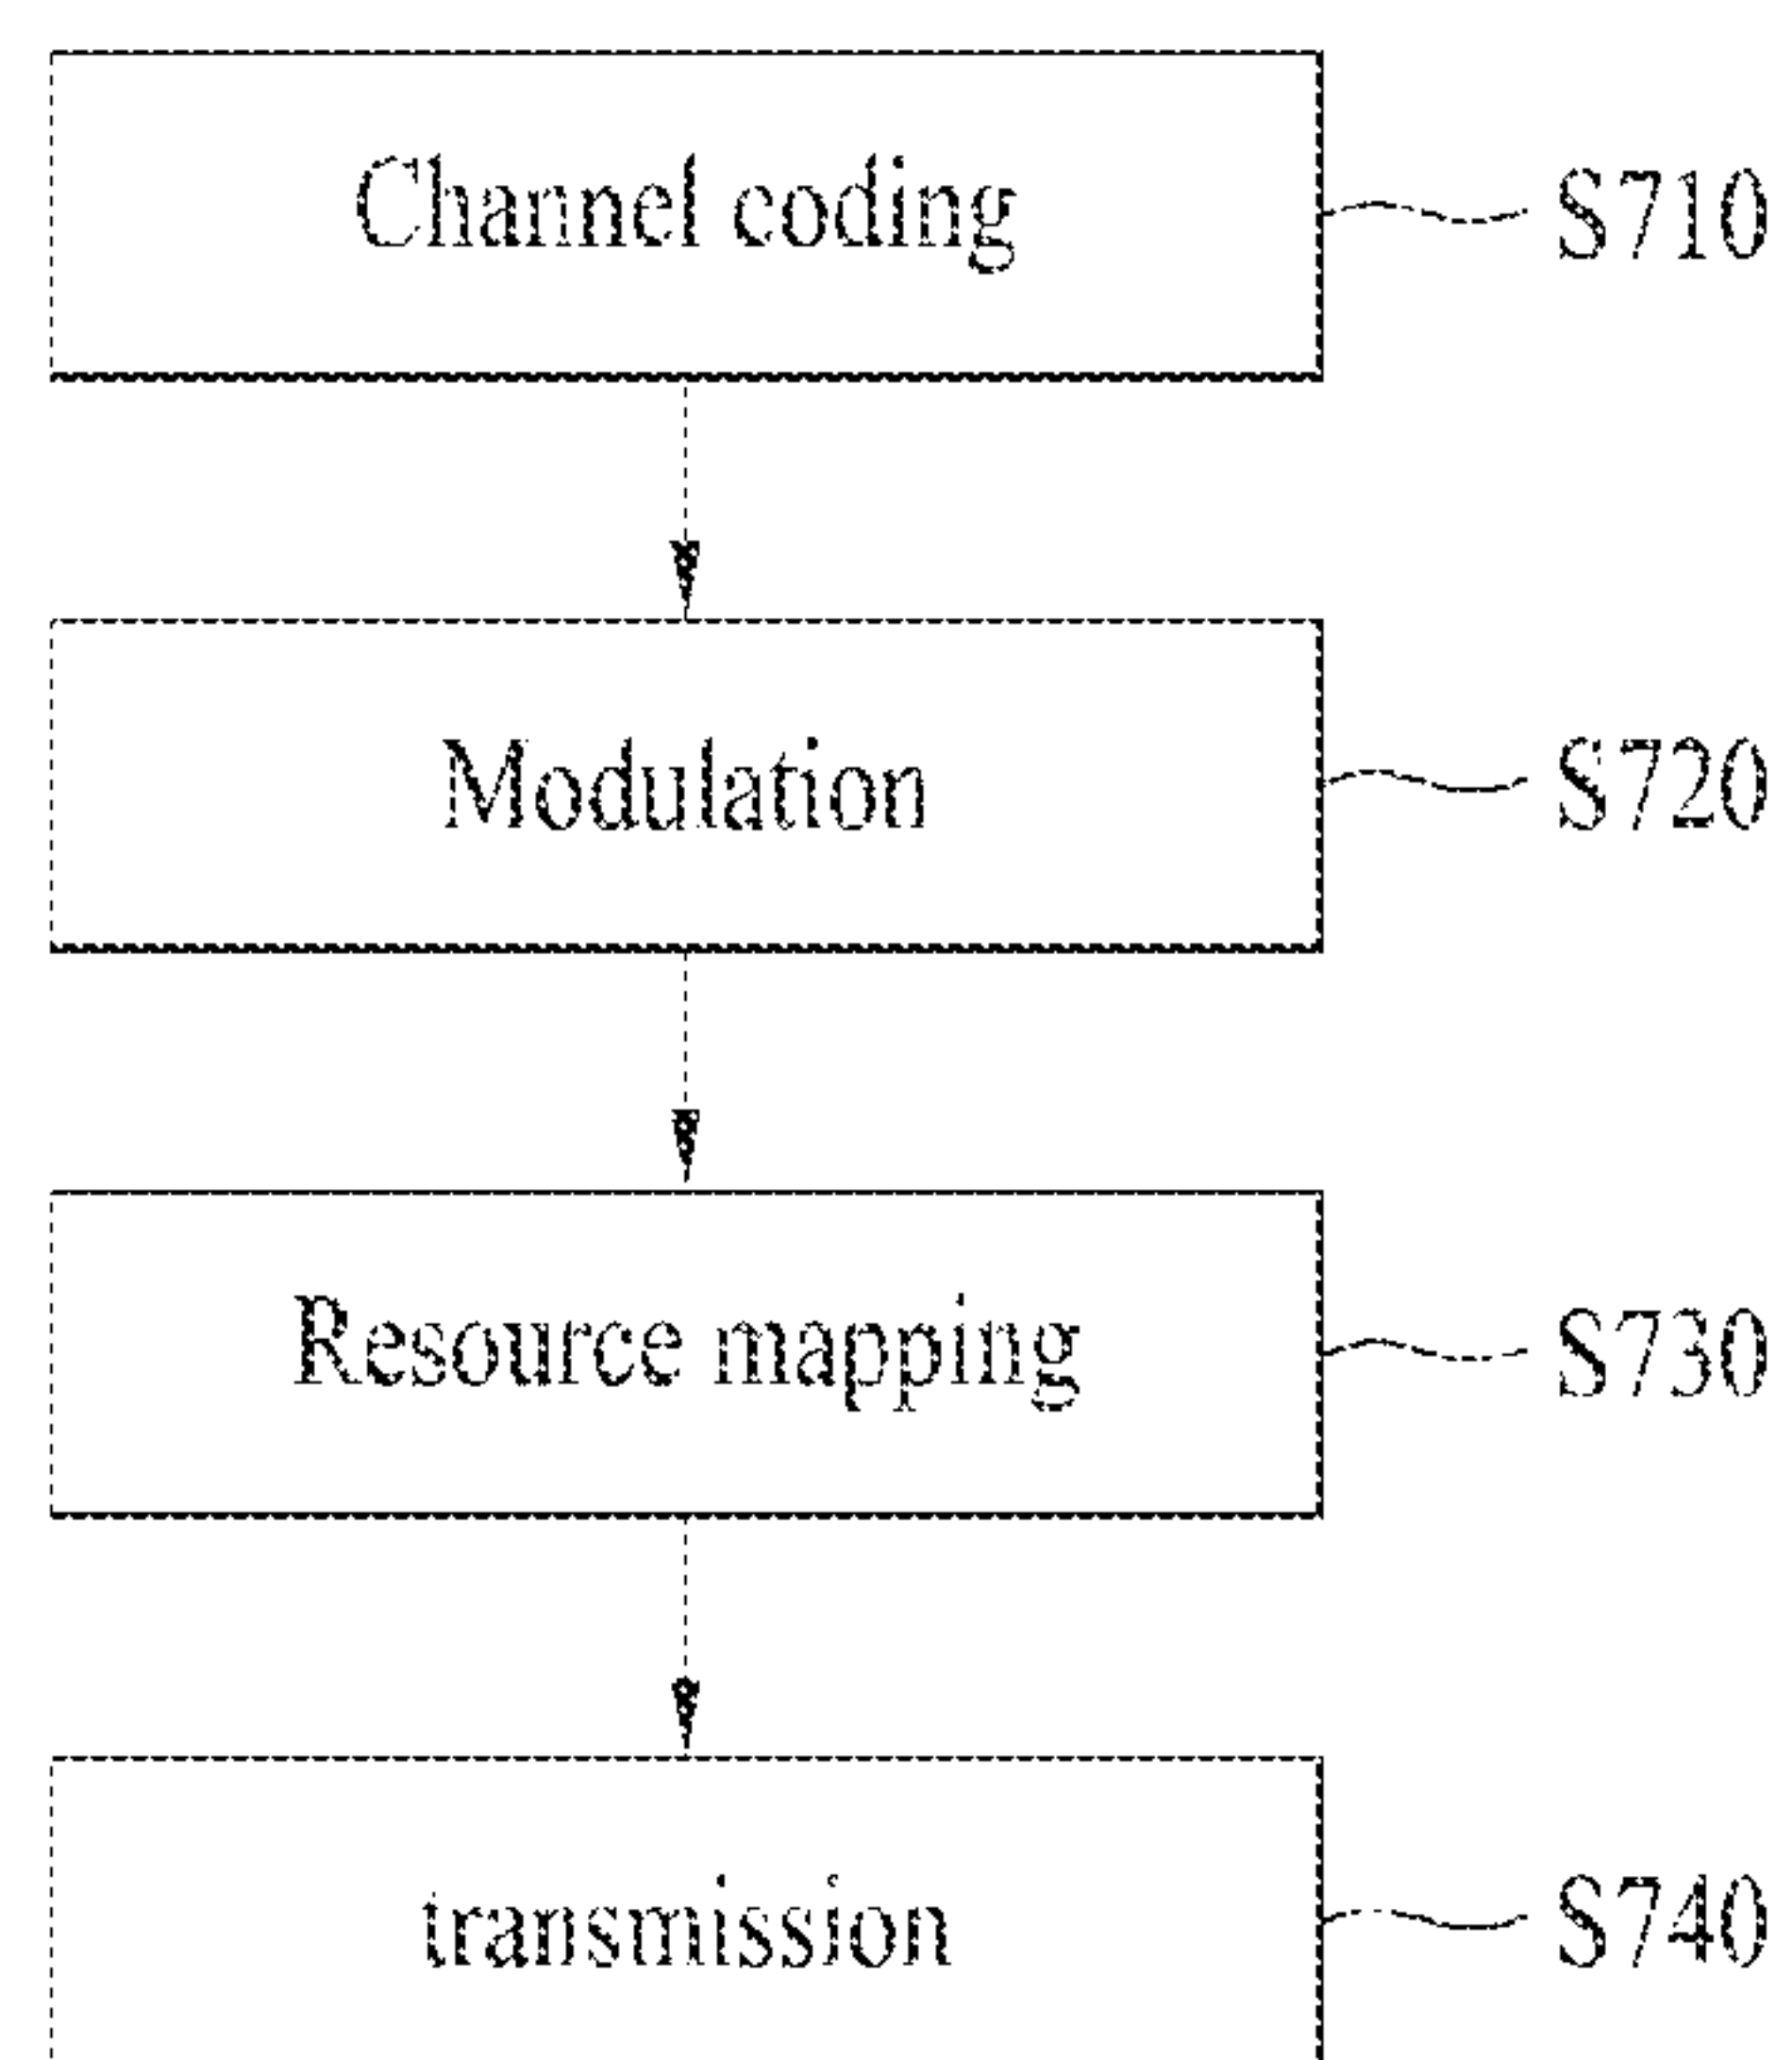 Channel coding
S710
Modulation
S720
Resource mapping
S730
transmission
S740